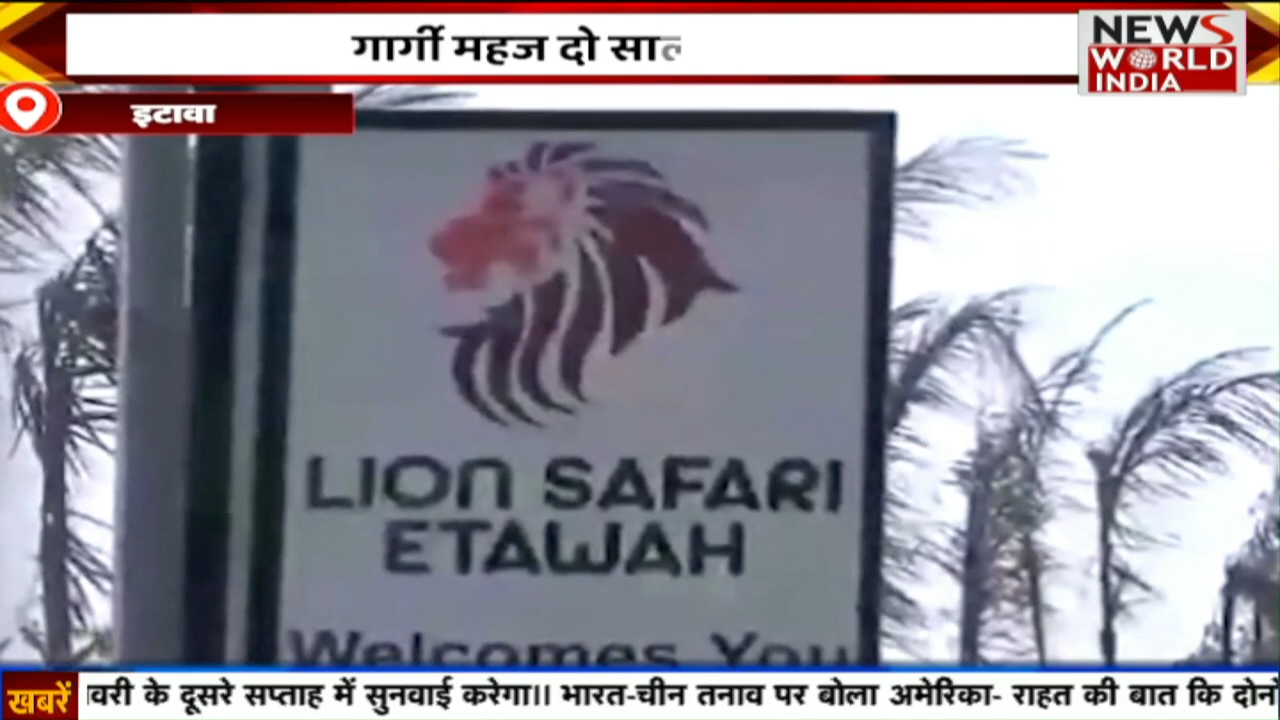 गार्गी महज दो साल
NEWS
WORLD
INDIA
इटावा
LION SAFARI
ETAWAH
Welcomes You
खबरें
वरी के दूसरे सप्ताह में सुनवाई करेगा।। भारत-चीन तनाव पर बोला अमेरिका- राहत की बात कि दोनों